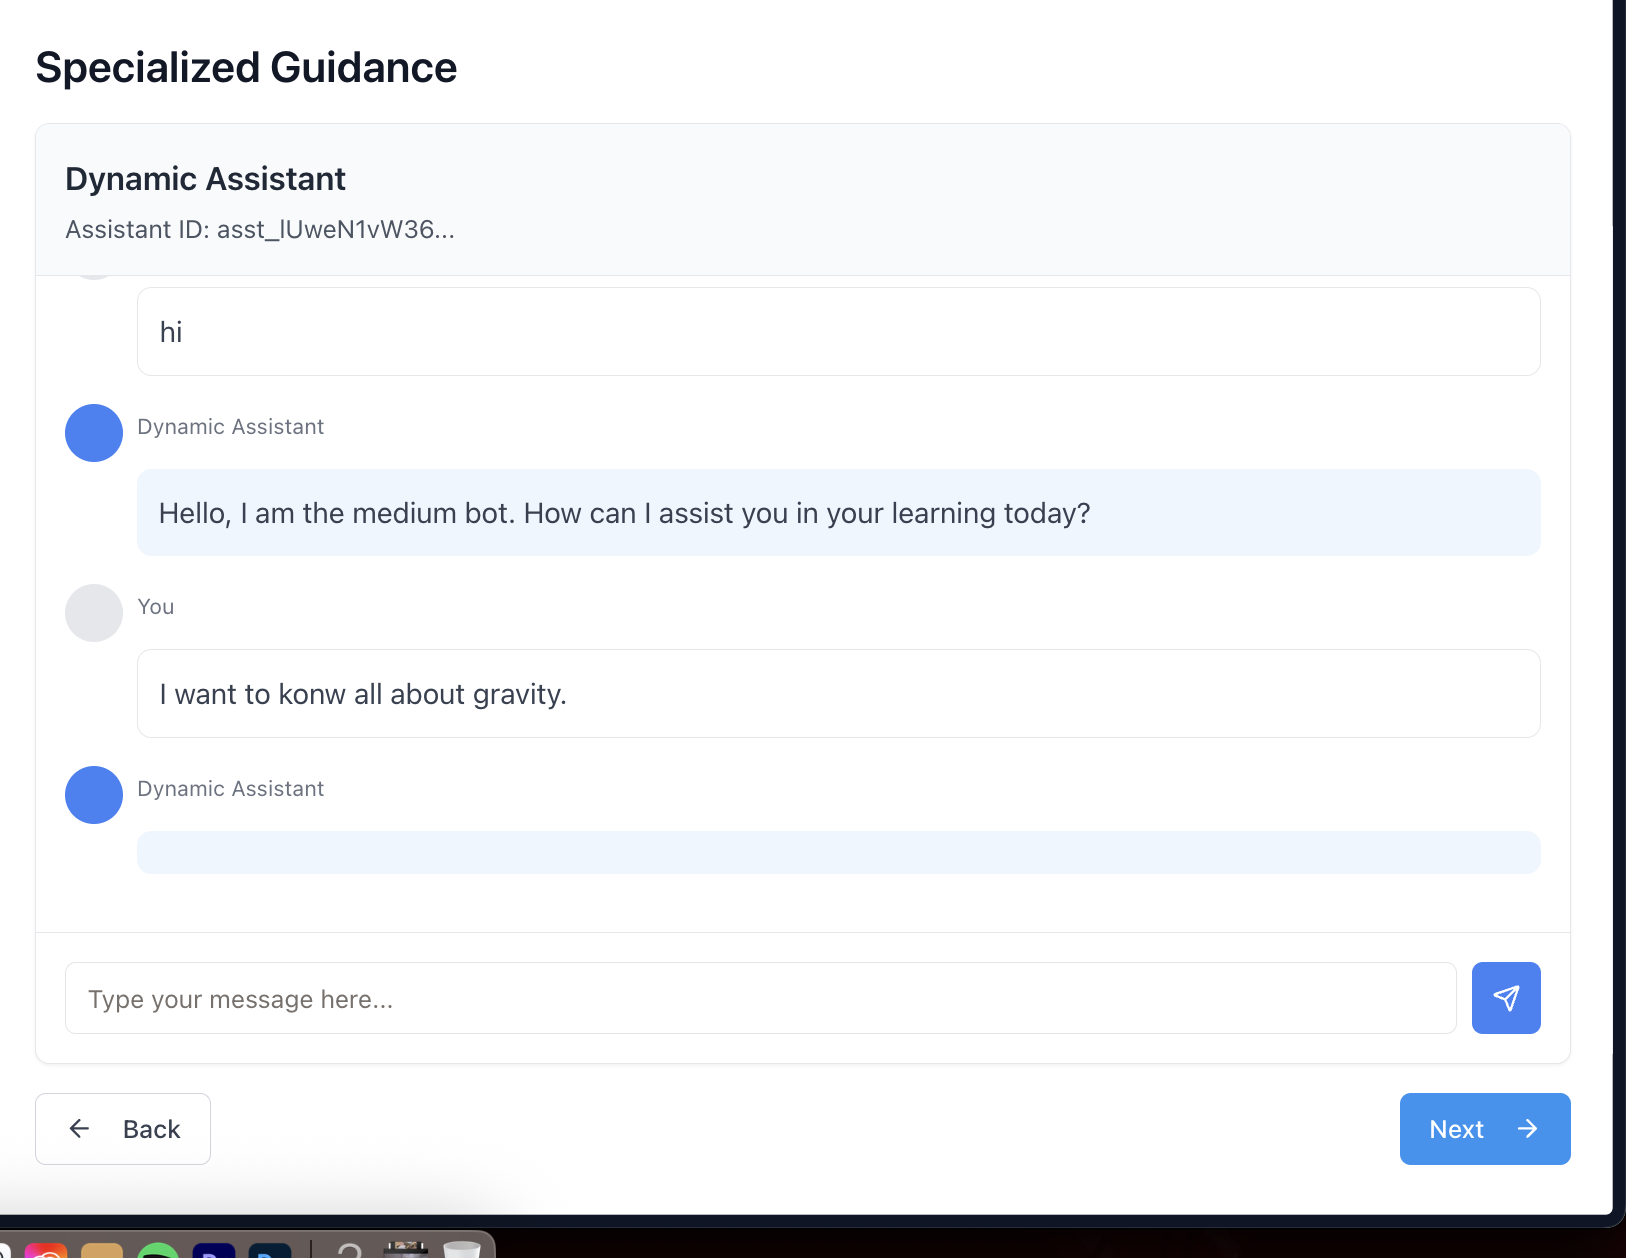 Specialized Guidance
Dynamic Assistant
Assistant ID: asst_lUweN1vW36...
hi
Dynamic Assistant
Hello, I am the medium bot. How can I assist you in your learning today?
You
I want to konw all about gravity.
Dynamic Assistant
Type your message here...
Back
Next